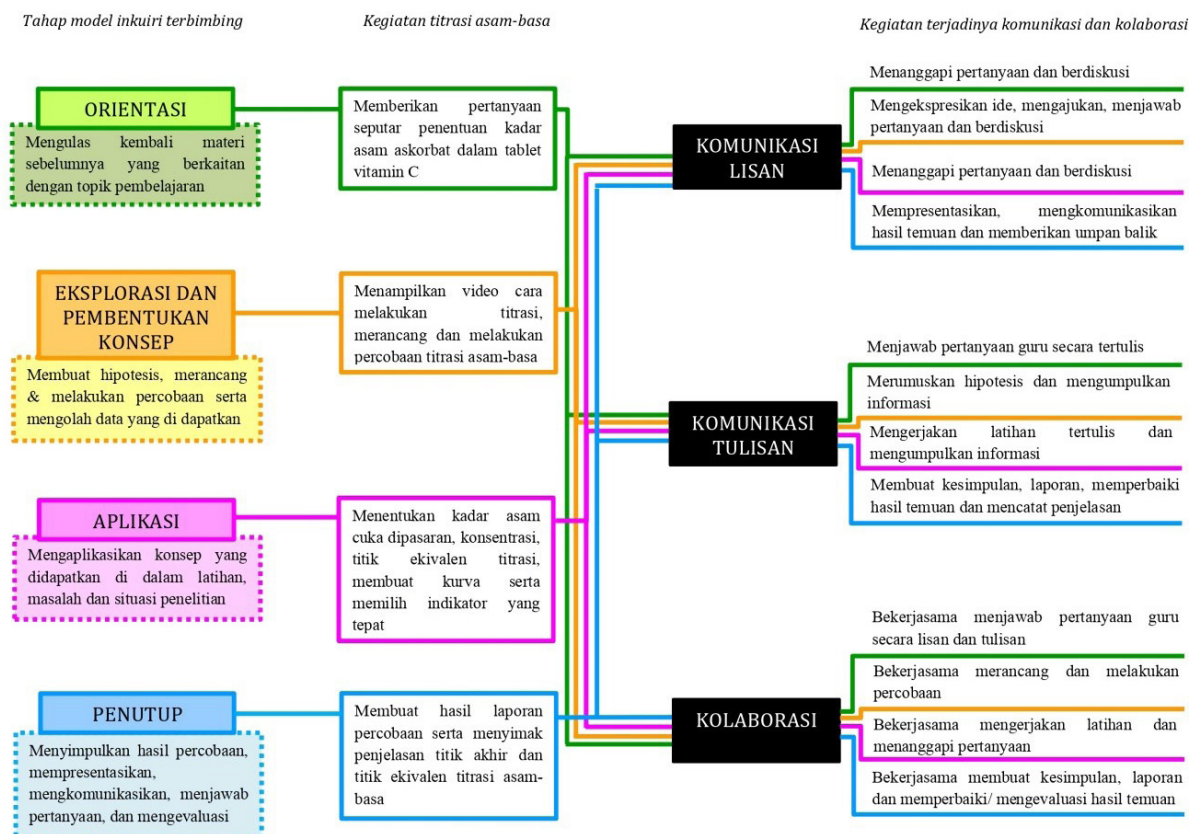 Tahap model inkuiri terbimbing
Kegiatan titrasi asam-basa
Kegiatan terjadinya komunikasi dan kolaborasi
ORIENTASI
Mengulas kembali materi
sebelumnya yang berkaitan
dengan topik pembelajaran
Memberikan pertanyaan
seputar penentuan kadar
asam askorbat dalam tablet
vitamin C
EKSPLORASI DAN
PEMBENTUKAN
KONSEP
Membuat hipotesis, merancang
& melakukan percobaan serta
mengolah data yang di dapatkan
Menampilkan video cara
melakukan titrasi,
merancang dan melakukan
percobaan titrasi asam-basa
APLIKASI
Mengaplikasikan konsep yang
didapatkan di dalam latihan,
masalah dan situasi penelitian
Menentukan kadar asam
cuka dipasaran, konsentrasi,
titik ekivalen titrasi,
membuat kurva serta
memilih indikator yang
tepat
PENUTUP
Menyimpulkan hasil percobaan,
mempresentasikan,
mengkomunikasikan, menjawab
pertanyaan, dan mengevaluasi
Membuat hasil laporan
percobaan serta menyimak
penjelasan titik akhir dan
titik ekivalen titrasi asam-
basa
KOMUNIKASI
LISAN
Menanggapi pertanyaan dan berdiskusi
Mengekspresikan ide, mengajukan, menjawab
pertanyaan dan berdiskusi
Menanggapi pertanyaan dan berdiskusi
Mempresentasikan, mengkomunikasikan
hasil temuan dan memberikan umpan balik
KOMUNIKASI
TULISAN
Menjawab pertanyaan guru secara tertulis
Merumuskan hipotesis dan mengumpulkan
informasi
Mengerjakan latihan tertulis dan
mengumpulkan informasi
Membuat kesimpulan, laporan, memperbaiki
hasil temuan dan mencatat penjelasan
KOLABORASI
Bekerjasama menjawab pertanyaan guru
secara lisan dan tulisan
Bekerjasama merancang dan melakukan
percobaan
Bekerjasama mengerjakan latihan dan
menanggapi pertanyaan
Bekerjasama membuat kesimpulan, laporan
dan memperbaiki/ mengevaluasi hasil temuan